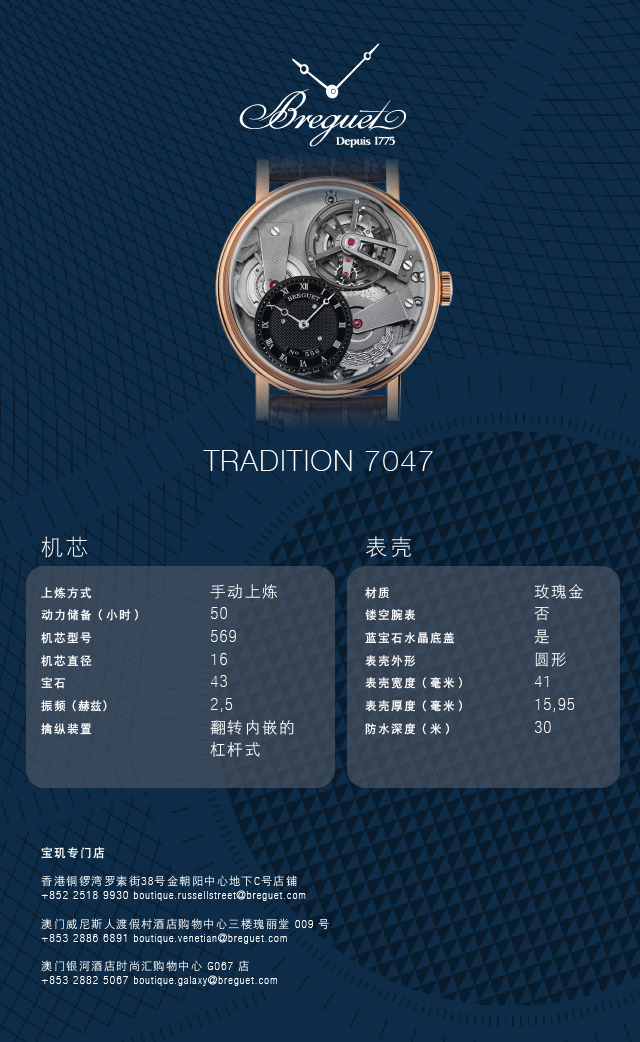 Breguet
Depuis 1775
BREGUET
TRADITION 7047
机芯
上炼方式 手动上炼
动力储备（小时） 50
机芯型号 569
机芯直径 16
宝石 43
振频（赫兹） 2,5
擒纵装置 翻转内嵌的
杠杆式
表壳
材质 玫瑰金
镂空腕表 否
蓝宝石水晶底盖 是
表壳外形 圆形
表壳宽度（毫米） 41
表壳厚度（毫米） 15,95
防水深度（米） 30
宝玑专门店
香港铜锣湾罗素街38号金朝阳中心地下C号店铺
+852 2518 9930 boutique.russellstreet@breguet.com
澳门威尼斯人渡假村酒店购物中心三楼瑰丽堂 009 号
+853 2886 6891 boutique.venetian@breguet.com
澳门银河酒店时尚汇购物中心 G067 店
+853 2882 5067 boutique.galaxy@breguet.com